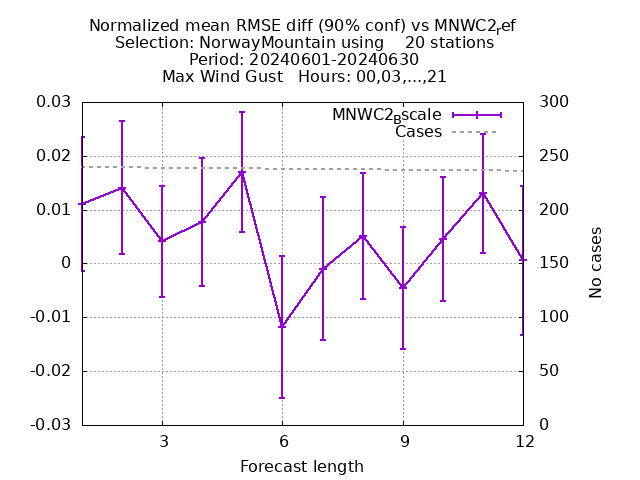 Normalized mean RMSE diff (90% conf) vs MNWC2_ref
Selection: NorwayMountain using 20 stations
Period: 20240601-20240630
Max Wind Gust Hours: 00,03,...,21
MNWC2_Bscale
Cases
0.03
0.02
0.01
0
-0.01
-0.02
-0.03
300
250
200
150
100
50
0
No cases
3 6 9 12
Forecast length